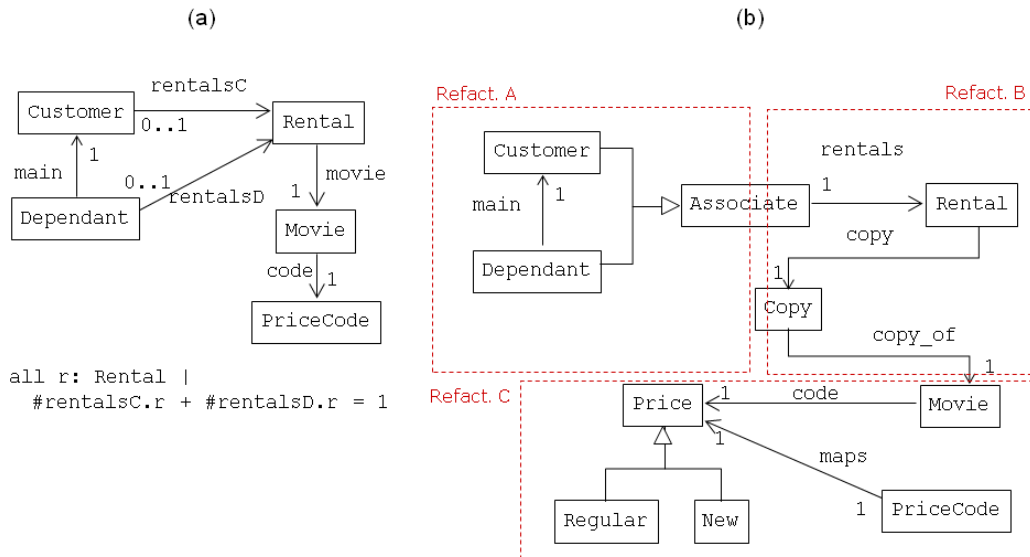 (a)
rentalsC
Customer
0..1
Rental
main
1
0..1
rentalsD
movie
1
Dependant
Movie
code
1
PriceCode
all r: Rental |
#rentalsC.r + #rentalsD.r = 1
(b)
Refact. A
Refact. B
Customer
rentals
main
1
Associate
1
Rental
copy
Dependant
1
Copy
copy_of
1
Refact. C
Price
1
code
Movie
1
maps
Regular
New
1
PriceCode